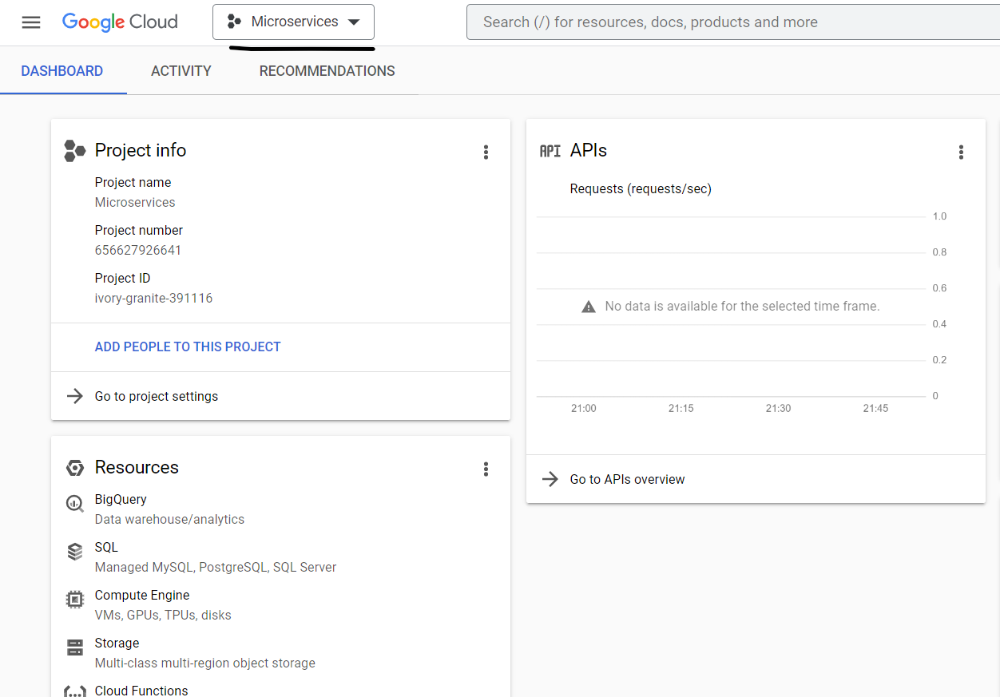 Google Cloud
Microservices
Search (/) for resources, docs, products and more
DASHBOARD
ACTIVITY
RECOMMENDATIONS
Project info
Project name
Microservices
Project number
656627926641
Project ID
ivory-granite-391116
ADD PEOPLE TO THIS PROJECT
Go to project settings
Resources
BigQuery
Data warehouse/analytics
SQL
Managed MySQL, PostgreSQL, SQL Server
Compute Engine
VMs, GPUs, TPUs, disks
Storage
Multi-class multi-region object storage
Cloud Functions
API APIs
Requests (requests/sec)
1.0
0.8
0.6
No data is available for the selected time frame.
0.4
0.2
0
21:00 21:15 21:30 21:45
Go to APIs overview